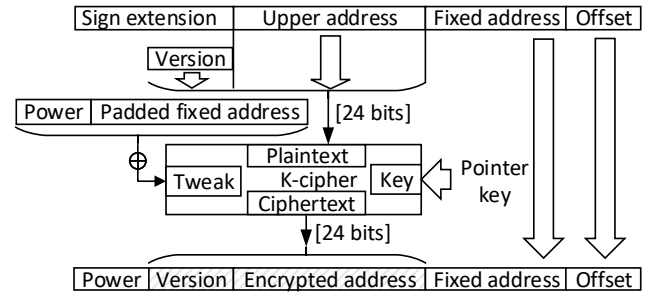 Sign extension Upper address Fixed address Offset
Version
[24 bits]
Power Padded fixed address
Plaintext
Tweak K-cipher Key
Pointer key
Ciphertext
[24 bits]
Power Version Encrypted address Fixed address Offset